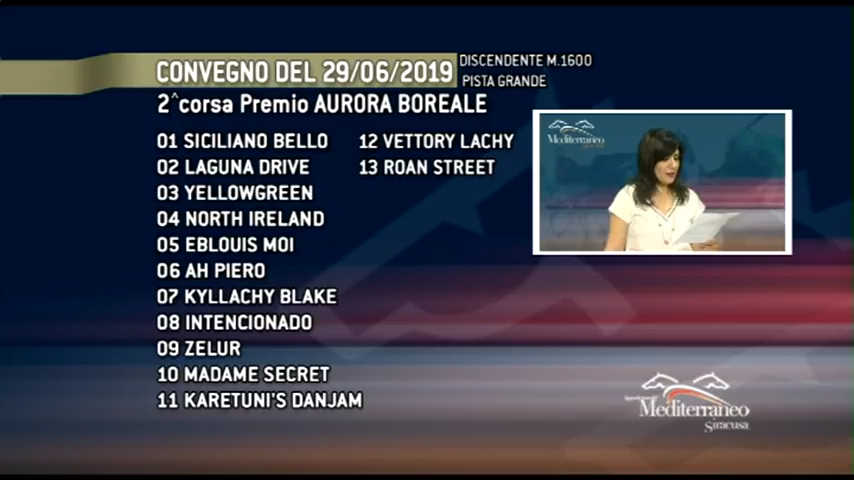 CONVEGNO DEL 29/06/2019
DISCENDENTE M.1600
PISTA GRANDE
2^corsa Premio AURORA BOREALE
01 SICILIANO BELLO
02 LAGUNA DRIVE
03 YELLOWGREEN
04 NORTH IRELAND
05 EBLOUIS MOI
06 AH PIERO
07 KYLLACHY BLAKE
08 INTENCIONADO
09 ZELUR
10 MADAME SECRET
11 KARETUNI'S DANJAM
12 VETTORY LACHY
13 ROAN STREET
Mediterraneo
Mediterraneo
Siracusa